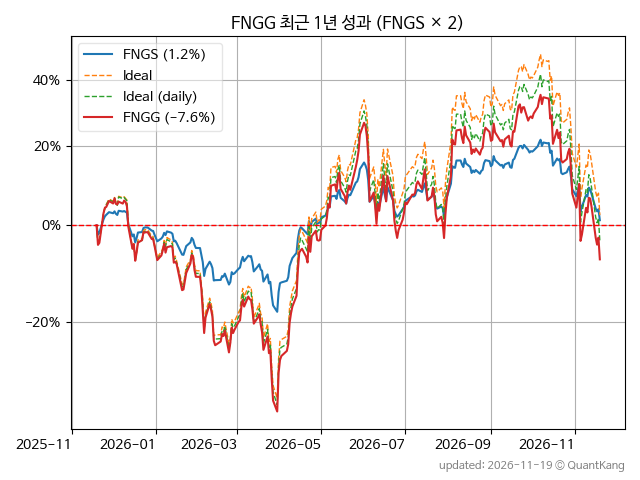 FNGG 최근 1년 성과 (FNGS × 2)
FNGS (1.2%)
Ideal
Ideal (daily)
FNGG (−7.6%)
40%
20%
0%
−20%
2025-11 2026-01 2026-03 2026-05 2026-07 2026-09 2026-11
updated: 2026-11-19 © QuantKang